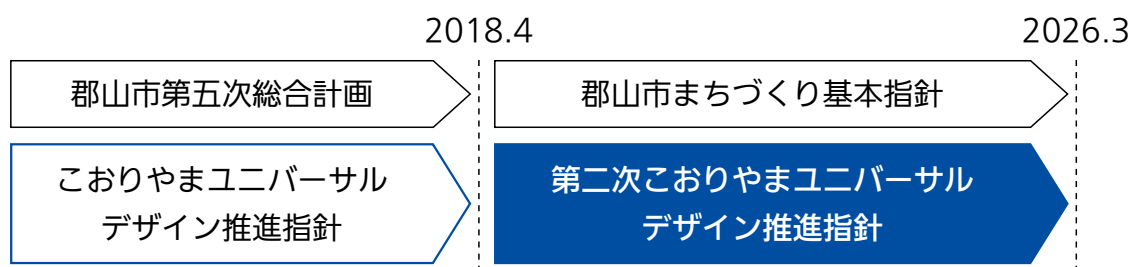 2018.4
2026.3
郡山市第五次総合計画
郡山市まちづくり基本指針
こおりやまユニバーサル
デザイン推進指針
第二次こおりやまユニバーサル
デザイン推進指針